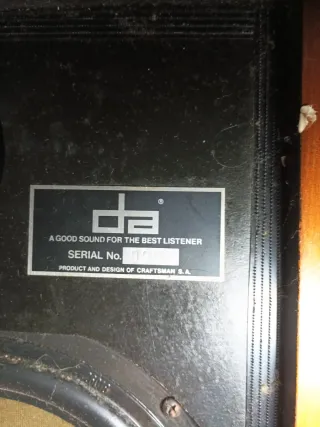 da®
A GOOD SOUND FOR THE BEST LISTENER
SERIAL No.
PRODUCT AND DESIGN OF CRAFTSMAN S.A.